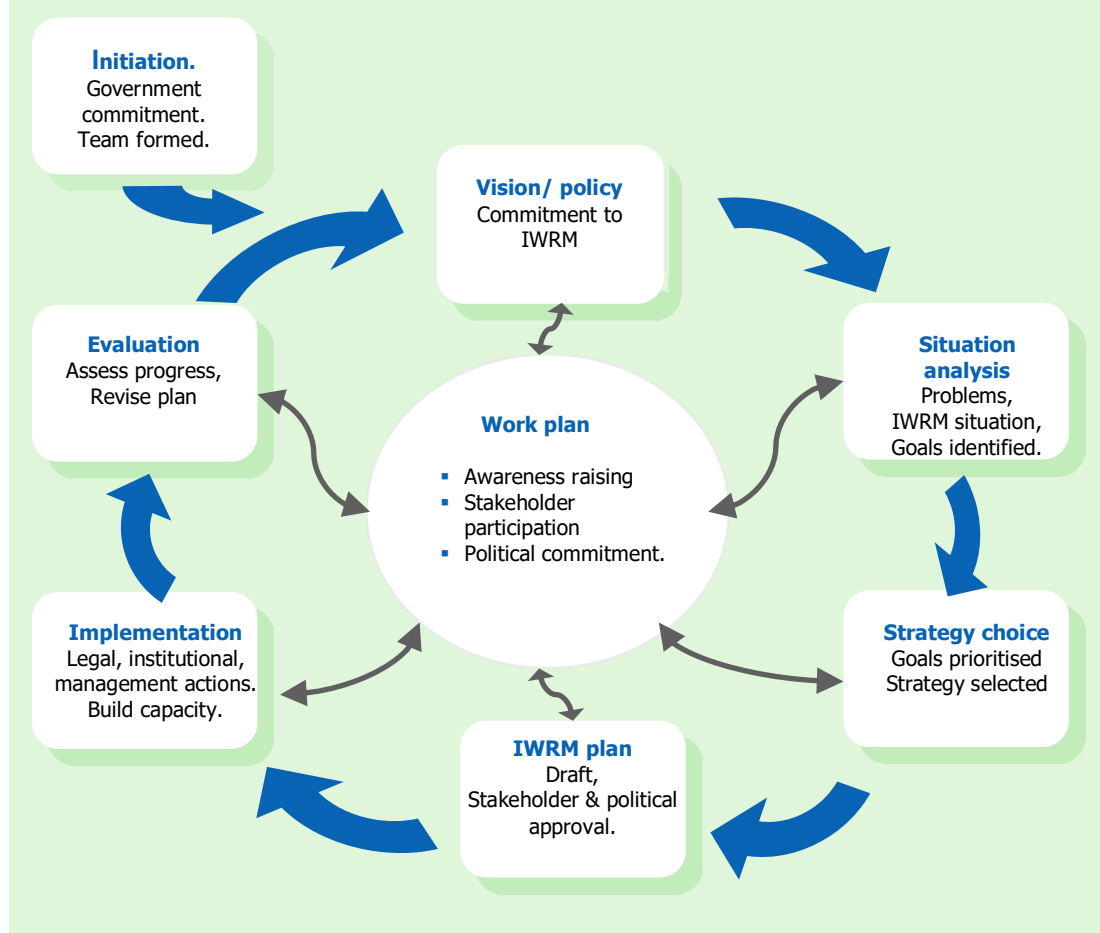 Initiation.
Government
commitment.
Team formed.
Vision/ policy
Commitment to
IWRM
Situation
analysis
Problems,
IWRM situation,
Goals identified.
Strategy choice
Goals prioritised
Strategy selected
IWRM plan
Draft,
Stakeholder & political
approval.
Implementation
Legal, institutional,
management actions.
Build capacity.
Evaluation
Assess progress,
Revise plan
Work plan
▪ Awareness raising
▪ Stakeholder
participation
▪ Political commitment.